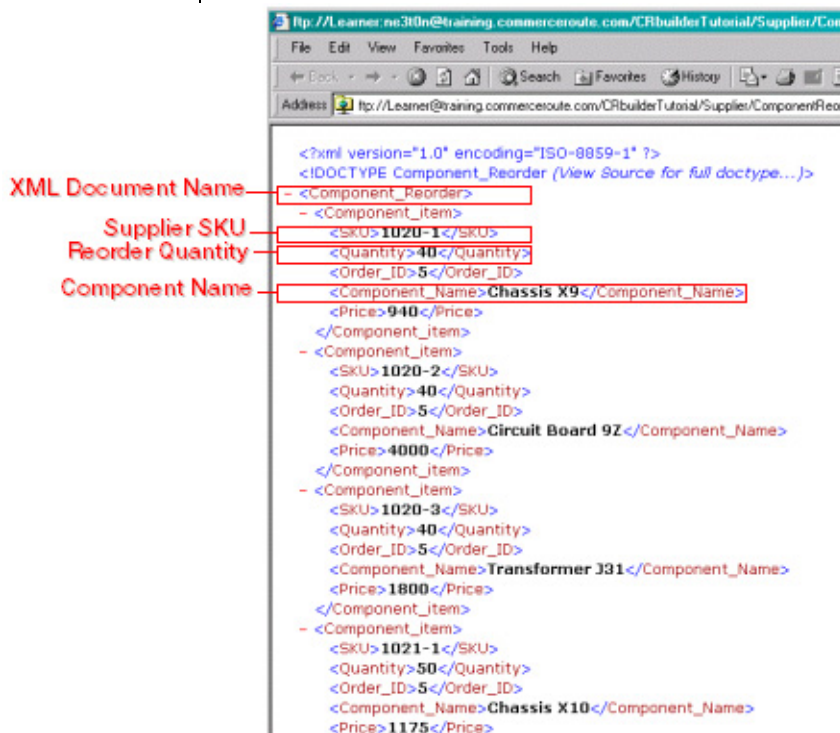 ftp://Learner:ne3t0n@training.commerceroute.com/CRbuilderTutorial/Supplier/Com
File Edit View Favorites Tools Help
Back Search Favorites History
Address ftp://Learner@training.commerceroute.com/CRbuilderTutorial/Supplier/ComponentReor
<?xml version="1.0" encoding="ISO-8859-1" ?>
<!DOCTYPE Component_Reorder (View Source for full doctype...)>
XML Document Name
- <Component_Reorder>
- <Component_item>
Supplier SKU
<SKU>1020-1</SKU>
Reorder Quantity
<Quantity>40</Quantity>
<Order_ID>5</Order_ID>
Component Name
<Component_Name>Chassis X9</Component_Name>
<Price>940</Price>
</Component_item>
- <Component_item>
<SKU>1020-2</SKU>
<Quantity>40</Quantity>
<Order_ID>5</Order_ID>
<Component_Name>Circuit Board 9Z</Component_Name>
<Price>4000</Price>
</Component_item>
- <Component_item>
<SKU>1020-3</SKU>
<Quantity>40</Quantity>
<Order_ID>5</Order_ID>
<Component_Name>Transformer J31</Component_Name>
<Price>1800</Price>
</Component_item>
- <Component_item>
<SKU>1021-1</SKU>
<Quantity>50</Quantity>
<Order_ID>5</Order_ID>
<Component_Name>Chassis X10</Component_Name>
<Price>1175</Price>